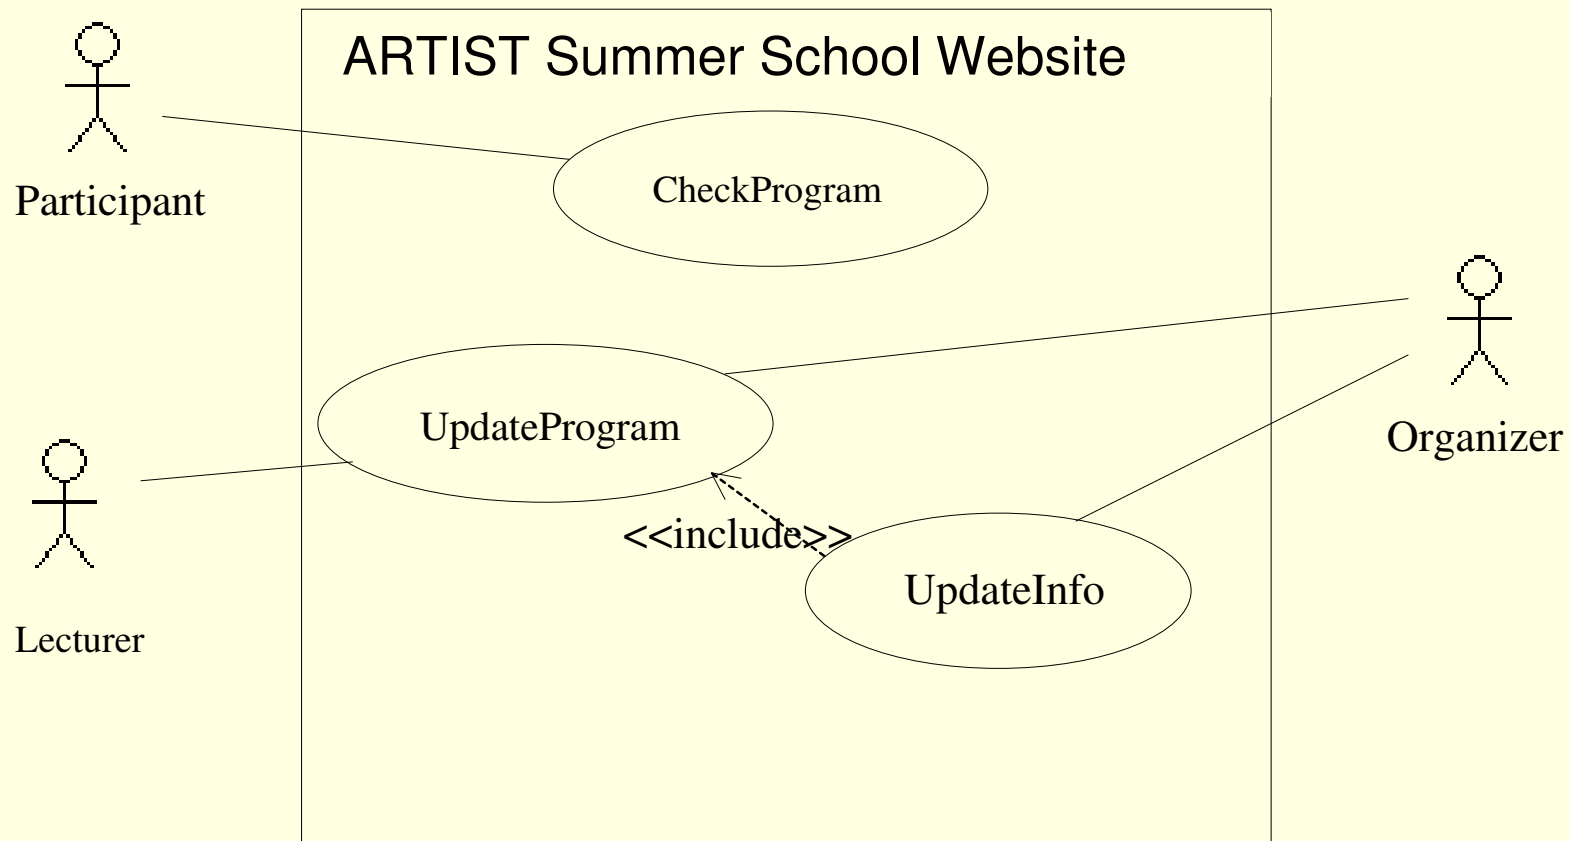 ARTIST Summer School Website
Participant
CheckProgram
UpdateProgram
Organizer
<<include>>
UpdateInfo
Lecturer